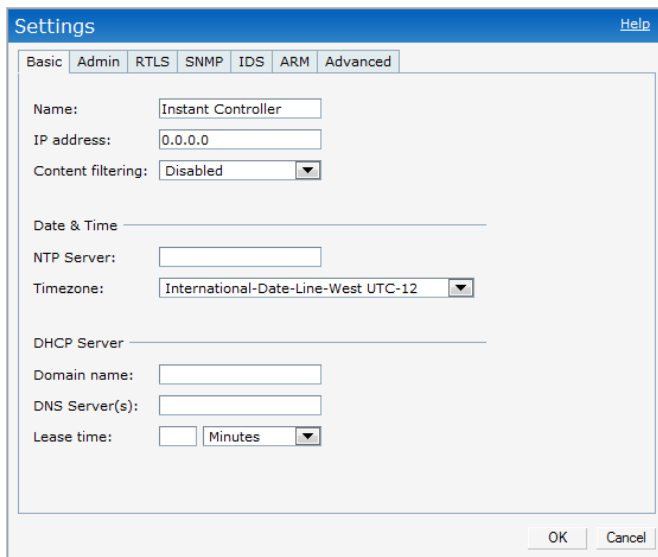 Settings Help
Basic Admin RTLS SNMP IDS ARM Advanced
Name: Instant Controller
IP address: 0.0.0.0
Content filtering: Disabled
Date & Time
NTP Server:
Timezone: International-Date-Line-West UTC-12
DHCP Server
Domain name:
DNS Server(s):
Lease time: Minutes
OK Cancel